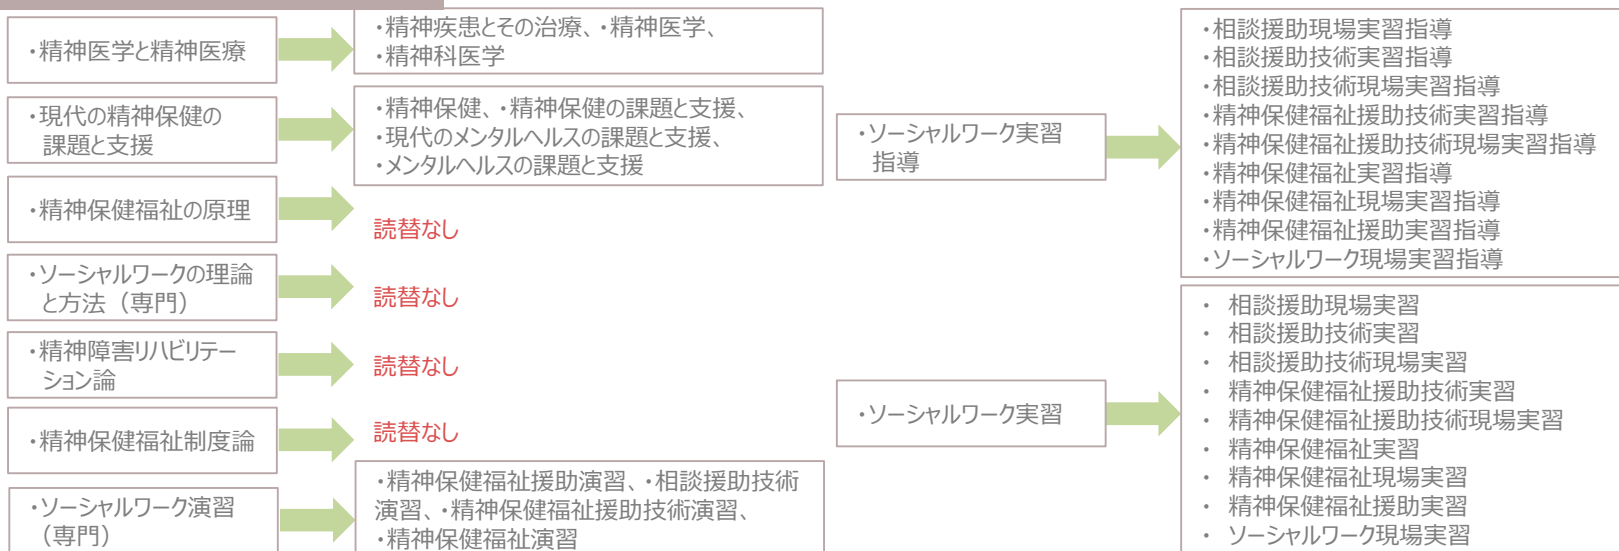 ・精神医学と精神医療
・精神疾患とその治療、・精神医学、
・精神科医学
・現代の精神保健の
課題と支援
・精神保健、・精神保健の課題と支援、
・現代のメンタルヘルスの課題と支援、
・メンタルヘルスの課題と支援
・精神保健福祉の原理
読替なし
・ソーシャルワークの理論
と方法（専門）
読替なし
・精神障害リハビリテー
ション論
読替なし
・精神保健福祉制度論
読替なし
・ソーシャルワーク演習
（専門）
・精神保健福祉援助演習、・相談援助技術
演習、・精神保健福祉援助技術演習、
・精神保健福祉演習
・ソーシャルワーク実習
指導
・相談援助現場実習指導
・相談援助技術実習指導
・相談援助技術現場実習指導
・精神保健福祉援助技術実習指導
・精神保健福祉援助技術現場実習指導
・精神保健福祉実習指導
・精神保健福祉現場実習指導
・精神保健福祉援助実習指導
・ソーシャルワーク現場実習指導
・ソーシャルワーク実習
・ 相談援助現場実習
・ 相談援助技術実習
・ 相談援助技術現場実習
・ 精神保健福祉援助技術実習
・ 精神保健福祉援助技術現場実習
・ 精神保健福祉実習
・ 精神保健福祉現場実習
・ 精神保健福祉援助実習
・ ソーシャルワーク現場実習